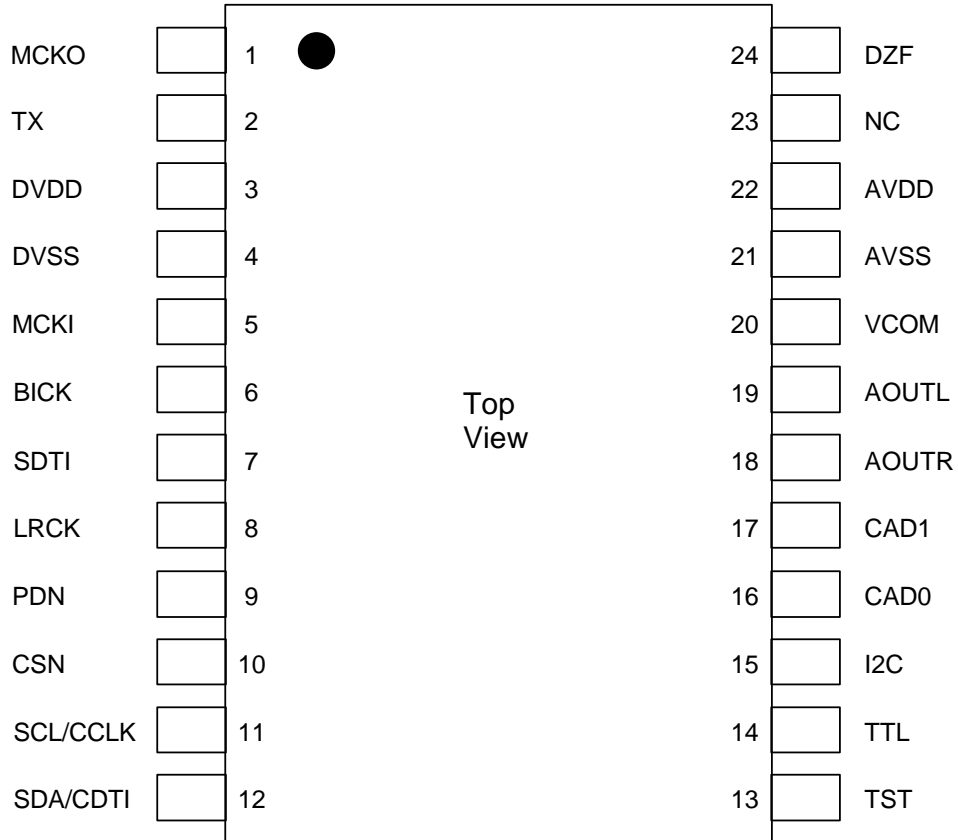 MCKO 1 24 DZF
TX 2 23 NC
DVDD 3 22 AVDD
DVSS 4 21 AVSS
MCKI 5 20 VCOM
BICK 6 19 AOUTL
Top
View
SDTI 7 18 AOUTR
LRCK 8 17 CAD1
PDN 9 16 CAD0
CSN 10 15 I2C
SCL/CCLK 11 14 TTL
SDA/CDTI 12 13 TST